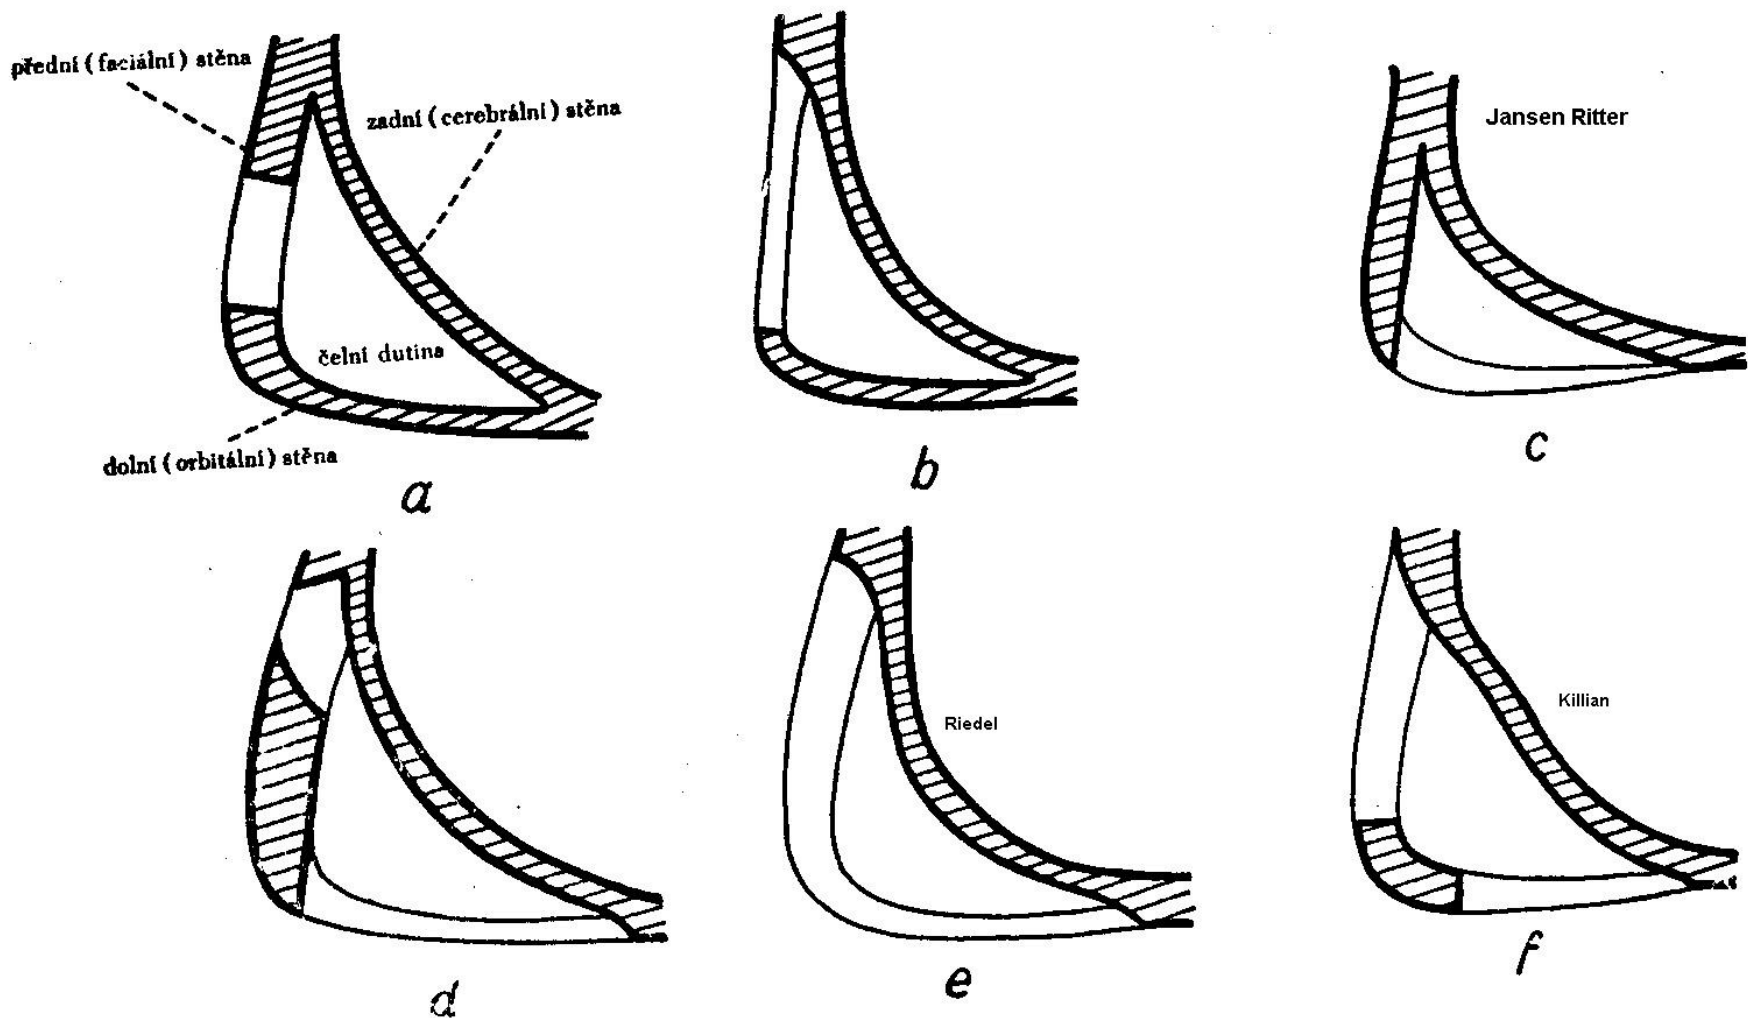 přední (faciální) stěna
zadní (cerebrální) stěna
čelní dutina
dolní (orbitální) stěna
a
b
Jansen Ritter
c
d
Riedel
e
Killian
f